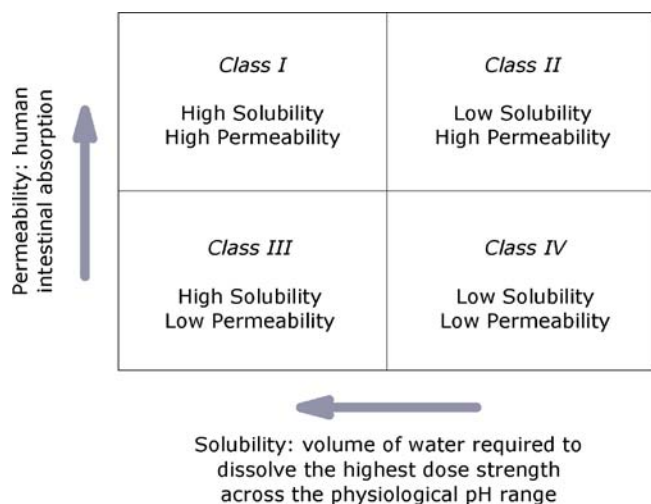 Permeability: human
intestinal absorption
Class I
High Solubility
High Permeability
Class II
Low Solubility
High Permeability
Class III
High Solubility
Low Permeability
Class IV
Low Solubility
Low Permeability
Solubility: volume of water required to
dissolve the highest dose strength
across the physiological pH range